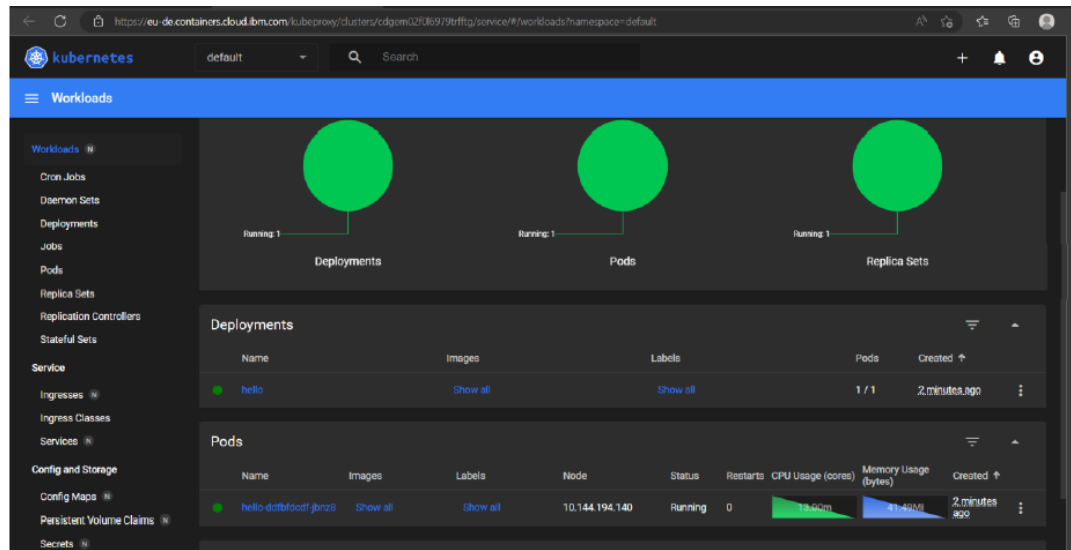 https://eu-de.containers.cloud.ibm.com/kubeproxy/clusters/cdgem02f0l6979trfftg/service/#/workloads?namespace=default
kubernetes
default
Search
Workloads
Workloads N
Cron Jobs
Daemon Sets
Deployments
Jobs
Pods
Replica Sets
Replication Controllers
Stateful Sets
Service
Ingresses N
Ingress Classes
Services N
Config and Storage
Config Maps N
Persistent Volume Claims N
Secrets N
Running: 1 Running: 1 Running: 1
Deployments Pods Replica Sets
Deployments
Name Images Labels Pods Created
hello Show all Show all 1 / 1 2 minutes ago
Pods
Name Images Labels Node Status Restarts CPU Usage (cores) Memory Usage (bytes) Created
Show all Show all 10.144.194.140 Running 0 13.00m 41.49Mi 2 minutes ago